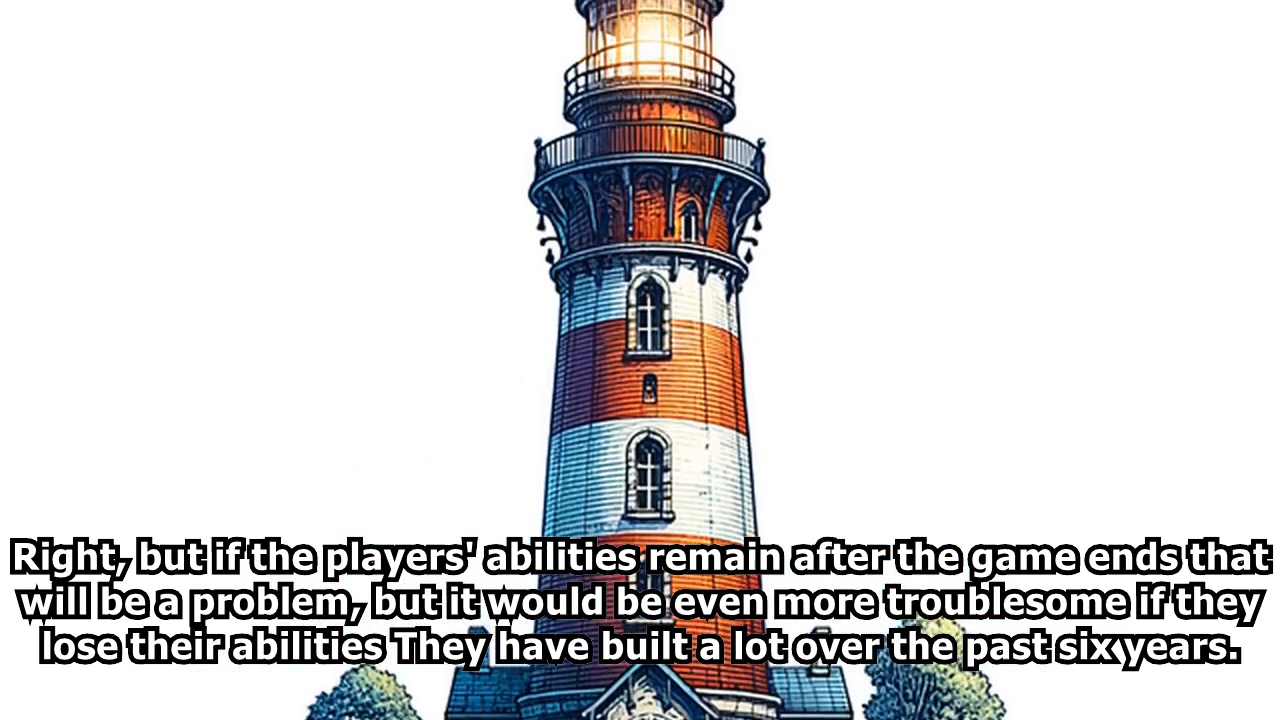 Right, but if the players' abilities remain after the game ends that
will be a problem, but it would be even more troublesome if they
lose their abilities They have built a lot over the past six years.